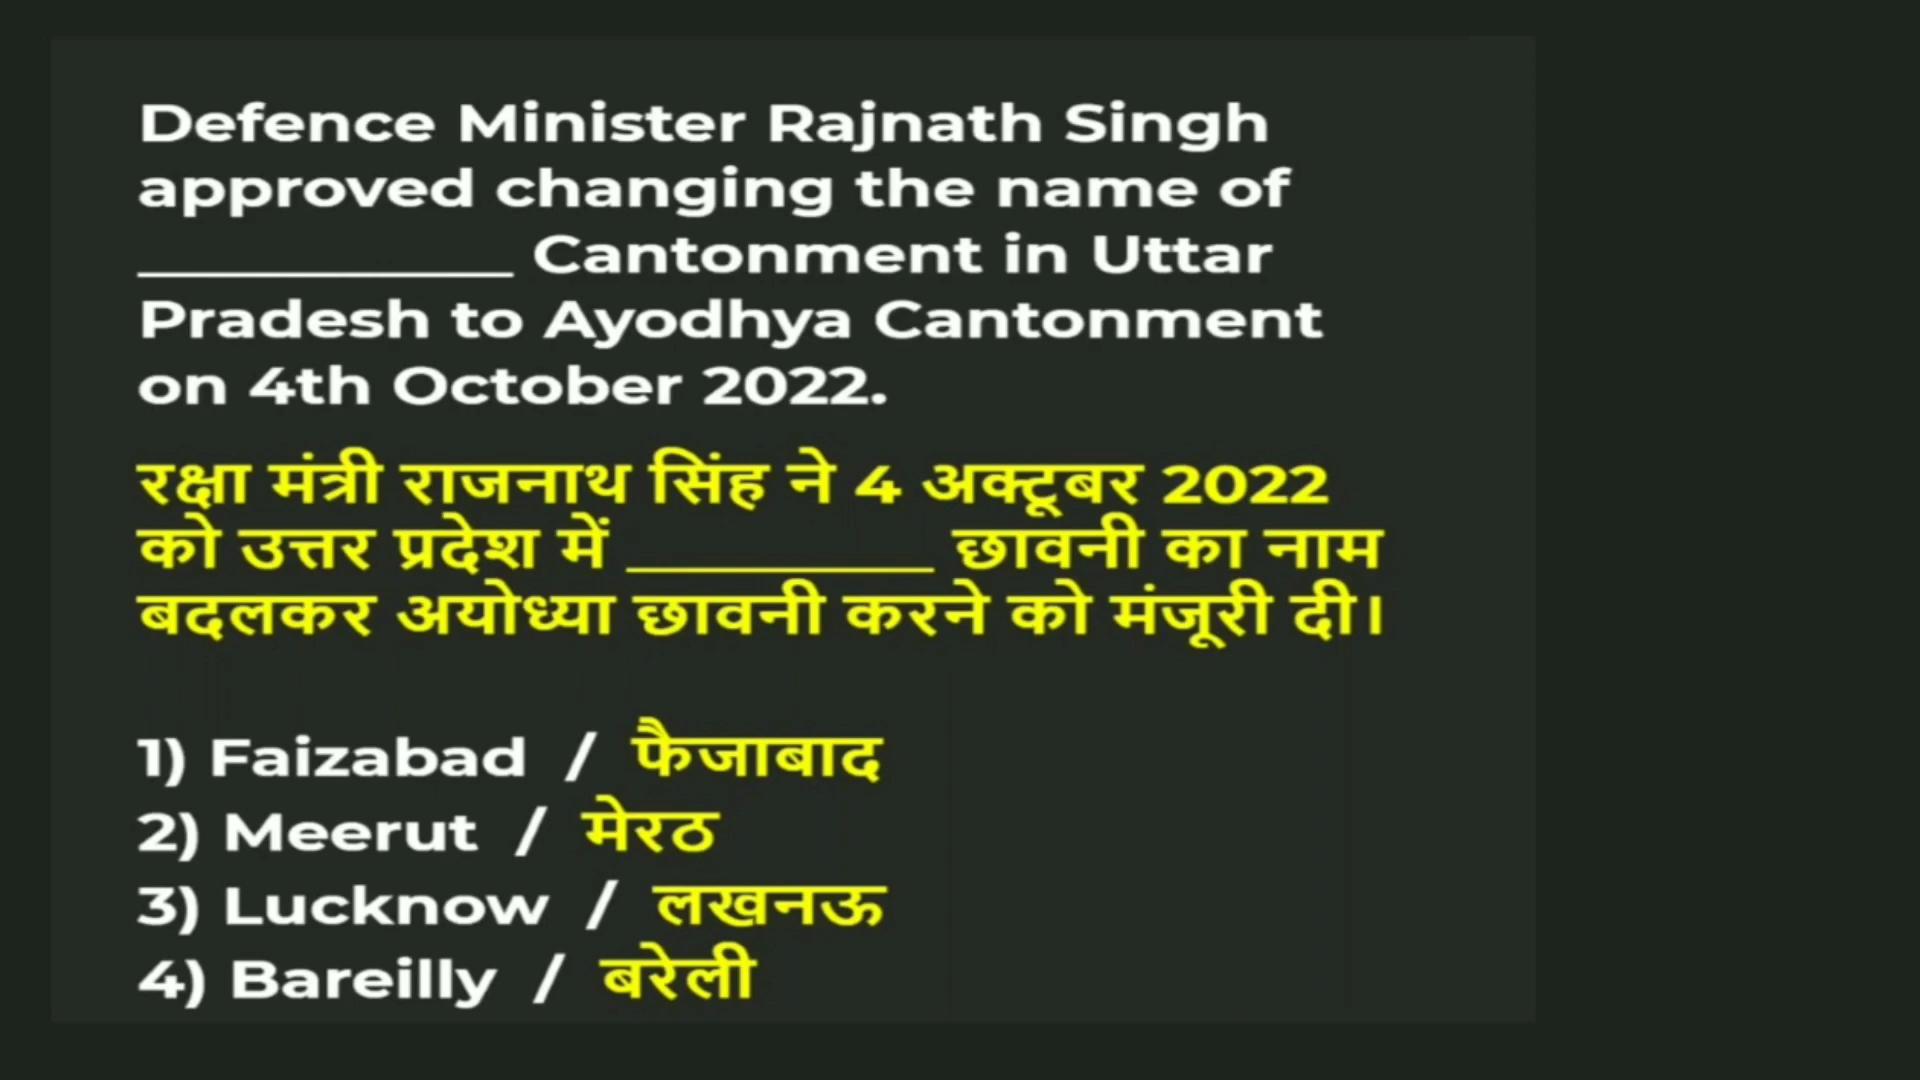 Defence Minister Rajnath Singh
approved changing the name of
____________ Cantonment in Uttar
Pradesh to Ayodhya Cantonment
on 4th October 2022.
रक्षा मंत्री राजनाथ सिंह ने 4 अक्टूबर 2022
को उत्तर प्रदेश में __________ छावनी का नाम
बदलकर अयोध्या छावनी करने को मंजूरी दी।
1) Faizabad / फैजाबाद
2) Meerut / मेरठ
3) Lucknow / लखनऊ
4) Bareilly / बरेली